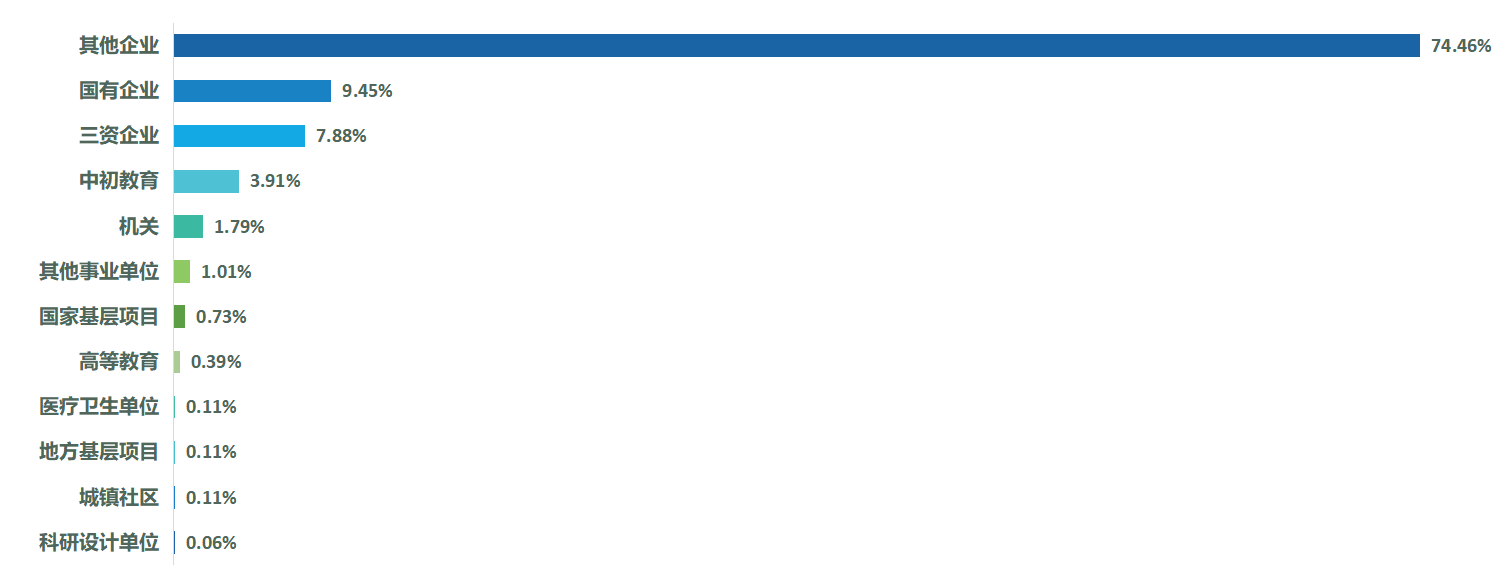 其他企业 74.46%
国有企业 9.45%
三资企业 7.88%
中初教育 3.91%
机关 1.79%
其他事业单位 1.01%
国家基层项目 0.73%
高等教育 0.39%
医疗卫生单位 0.11%
地方基层项目 0.11%
城镇社区 0.11%
科研设计单位 0.06%